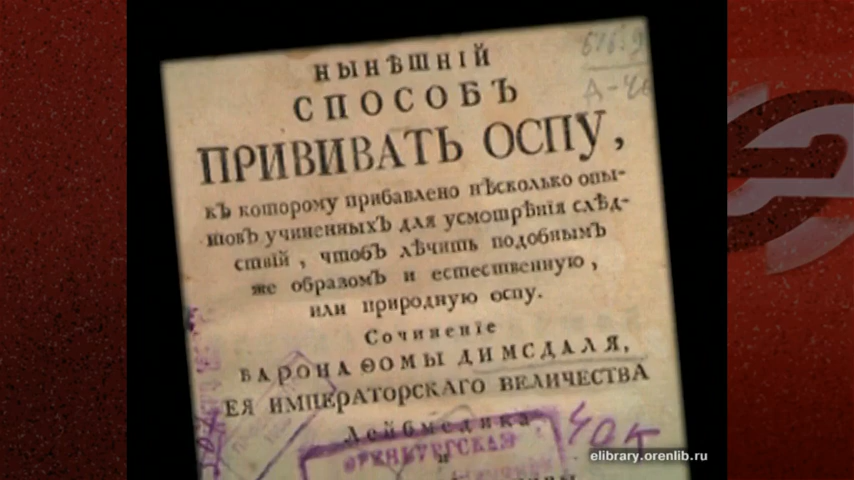 НЫНѢШНІЙ
СПОСОБЪ
ПРИВИВАТЬ ОСПУ,
къ которому прибавлено нѣсколько опы-
товъ учиненныхъ для усмотрѣнія слѣд-
ствій, чтобъ лѣчить подобнымъ
же образомъ и естественную,
или природную оспу.
Сочиненіе
БАРОНА ѲОМЫ ДИМСДАЛЯ,
ЕЯ ИМПЕРАТОРСКАГО ВЕЛИЧЕСТВА
Лейбмедика
и
ОРЕНБУРГСКАЯ
elibrary.orenlib.ru